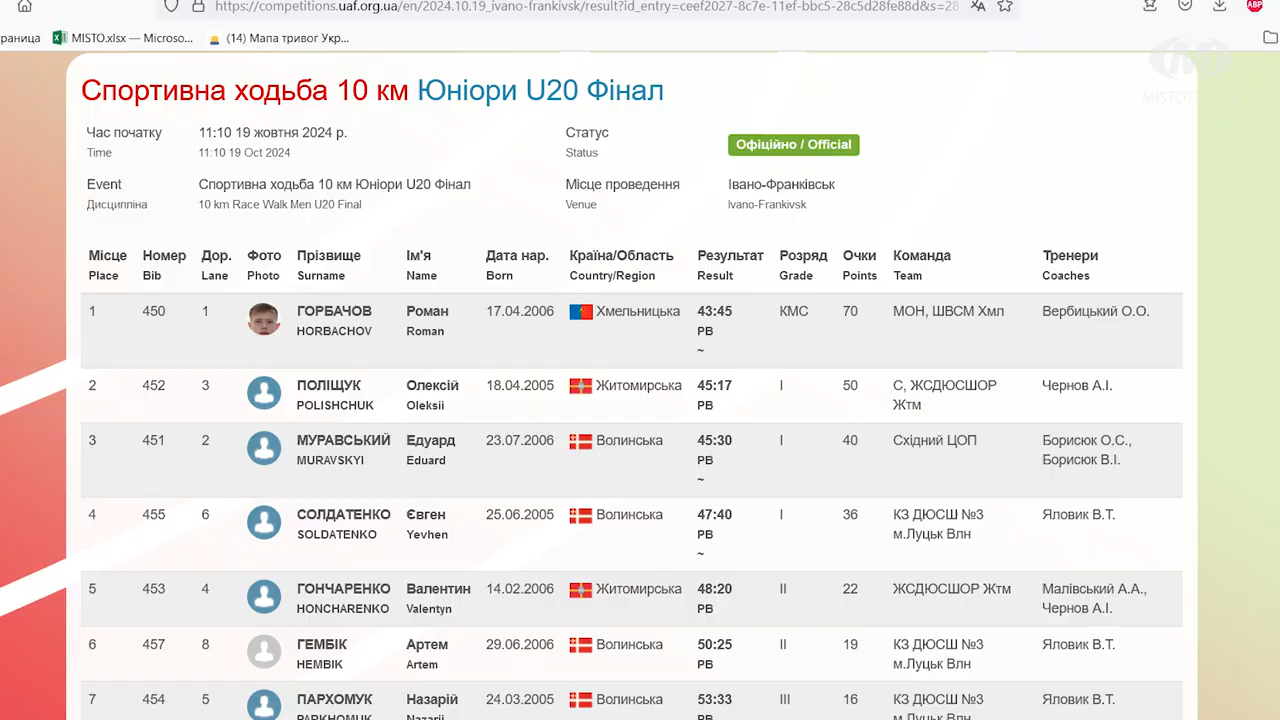 https://competitions.uaf.org.ua/en/2024.10.19_ivano-frankivsk/result?id_entry=ceef2027-8c7e-11ef-bbc5-28c5d28fe88d&s=28
ABP
раница MISTO.xlsx — Microso... (14) Мапа тривог Укр...
MISTO
Спортивна ходьба 10 км Юніори U20 Фінал
Час початку 11:10 19 жовтня 2024 р. Статус Офіційно / Official
Time 11:10 19 Oct 2024 Status
Event Спортивна ходьба 10 км Юніори U20 Фінал Місце проведення Івано-Франківськ
Дисципліна 10 km Race Walk Men U20 Final Venue Ivano-Frankivsk
Місце Номер Дор. Фото Прізвище Ім'я Дата нар. Країна/Область Результат Розряд Очки Команда Тренери
Place Bib Lane Photo Surname Name Born Country/Region Result Grade Points Team Coaches
1 450 1 ГОРБАЧОВ Роман 17.04.2006 Хмельницька 43:45 КМС 70 МОН, ШВСМ Хмл Вербицький О.О.
HORBACHOV Roman PB
~
2 452 3 ПОЛІЩУК Олексій 18.04.2005 Житомирська 45:17 I 50 С, ЖСДЮСШОР Чернов А.І.
POLISHCHUK Oleksii PB Жтм
3 451 2 МУРАВСЬКИЙ Едуард 23.07.2006 Волинська 45:30 I 40 Східний ЦОП Борисюк О.С.,
MURAVSKYI Eduard PB Борисюк В.І.
~
4 455 6 СОЛДАТЕНКО Євген 25.06.2005 Волинська 47:40 I 36 КЗ ДЮСШ №3 Яловик В.Т.
SOLDATENKO Yevhen PB м.Луцьк Влн
~
5 453 4 ГОНЧАРЕНКО Валентин 14.02.2006 Житомирська 48:20 II 22 ЖСДЮСШОР Жтм Малівський А.А.,
HONCHARENKO Valentyn PB Чернов А.І.
6 457 8 ГЕМБІК Артем 29.06.2006 Волинська 50:25 II 19 КЗ ДЮСШ №3 Яловик В.Т.
HEMBIK Artem PB м.Луцьк Влн
7 454 5 ПАРХОМУК Назарій 24.03.2005 Волинська 53:33 III 16 КЗ ДЮСШ №3 Яловик В.Т.
PARKHOMUK Nazarii PB м.Луцьк Влн